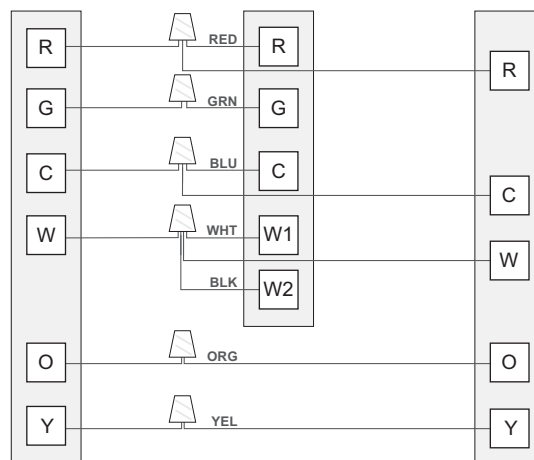 R RED R
R
G GRN G
C BLU C
C
W WHT W1
W
BLK W2
O ORG O
Y YEL Y